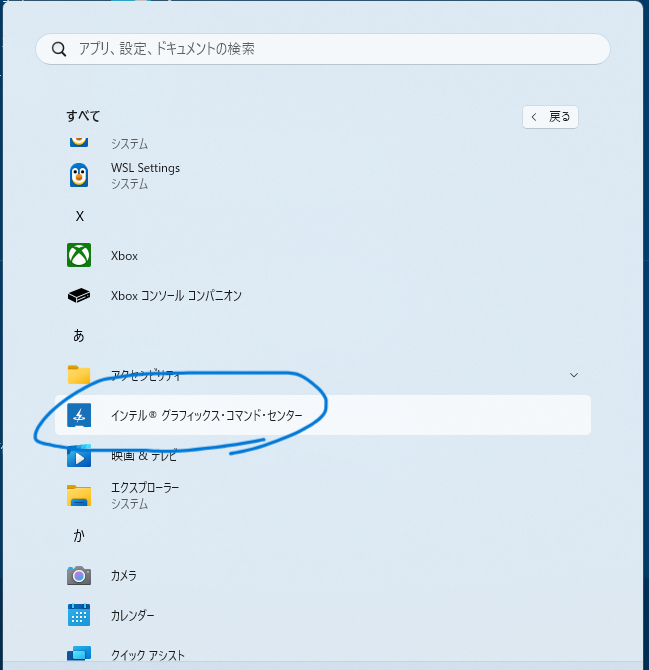 アプリ、設定、ドキュメントの検索
すべて
戻る
システム
WSL Settings
システム
X
Xbox
Xbox コンソール コンパニオン
あ
アクセシビリティ
インテル® グラフィックス・コマンド・センター
映画 & テレビ
エクスプローラー
システム
か
カメラ
カレンダー
クイック アシスト